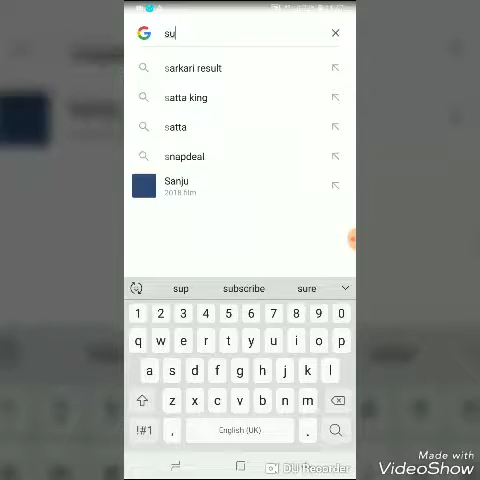 su
sarkari result
satta king
satta
snapdeal
Sanju
2018 film
sup subscribe sure
1 2 3 4 5 6 7 8 9 0
q w e r t y u i o p
a s d f g h j k l
z x c v b n m
!#1 , English (UK) .
DU Recorder
Made with
VideoShow